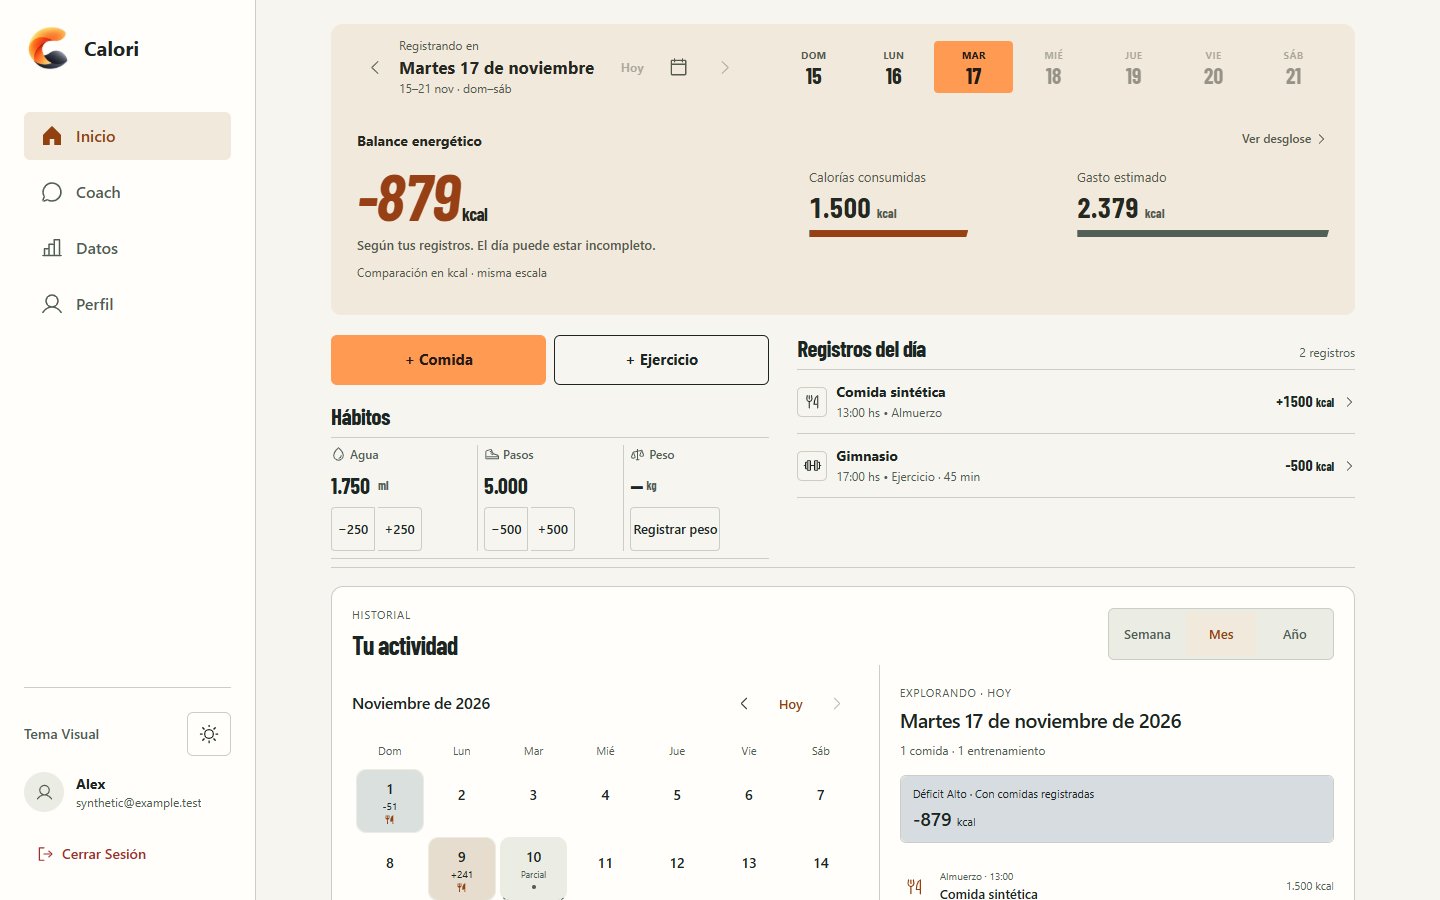 Calori
Inicio
Coach
Datos
Perfil
Tema Visual
Alex
synthetic@example.test
Cerrar Sesión
Registrando en
Martes 17 de noviembre
Hoy
15–21 nov · dom–sáb
DOM LUN MAR MIÉ JUE VIE SÁB
15 16 17 18 19 20 21
Balance energético
Ver desglose
-879 kcal
Según tus registros. El día puede estar incompleto.
Comparación en kcal · misma escala
Calorías consumidas
1.500 kcal
Gasto estimado
2.379 kcal
+ Comida
+ Ejercicio
Hábitos
Agua
1.750 ml
−250 +250
Pasos
5.000
−500 +500
Peso
— kg
Registrar peso
Registros del día
2 registros
Comida sintética
13:00 hs • Almuerzo
+1500 kcal
Gimnasio
17:00 hs • Ejercicio · 45 min
-500 kcal
HISTORIAL
Tu actividad
Semana Mes Año
Noviembre de 2026
Hoy
Dom Lun Mar Mié Jue Vie Sáb
1 2 3 4 5 6 7
-51
8 9 10 11 12 13 14
+241 Parcial
EXPLORANDO · HOY
Martes 17 de noviembre de 2026
1 comida · 1 entrenamiento
Déficit Alto · Con comidas registradas
-879 kcal
Almuerzo · 13:00
Comida sintética
1.500 kcal